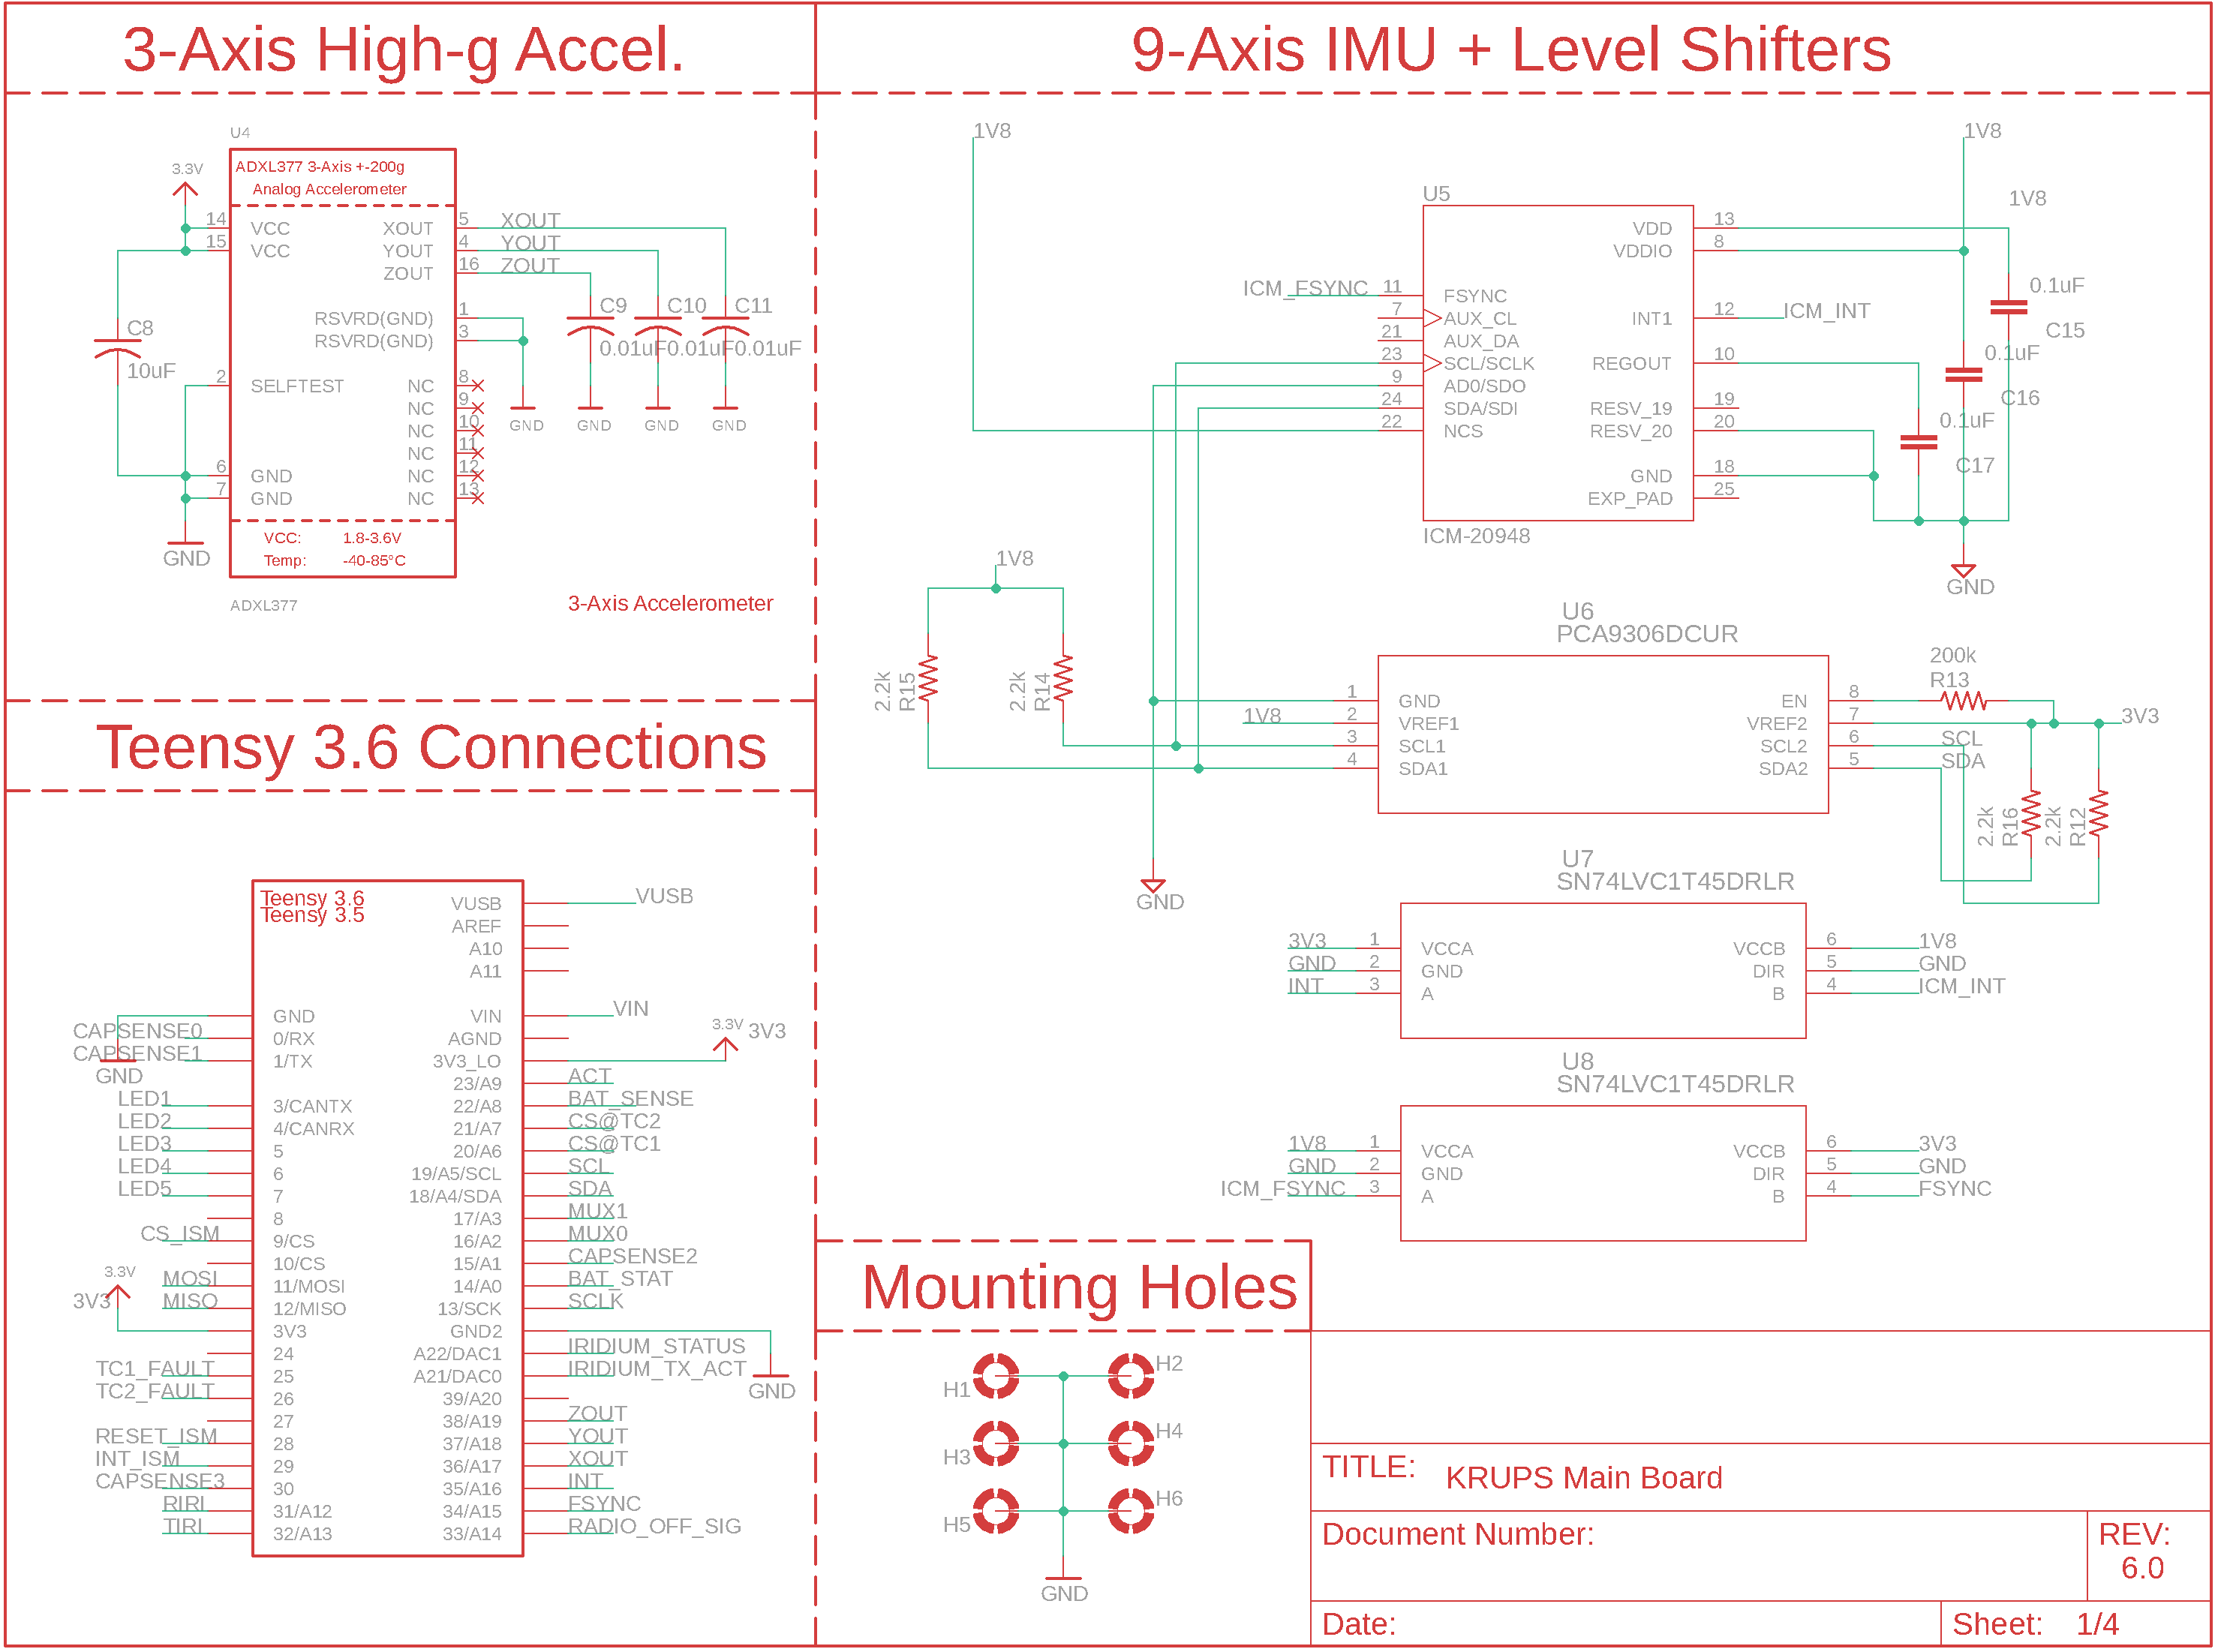 3-Axis High-g Accel.
U4
ADXL377 3-Axis +-200g
Analog Accelerometer
3.3V
14 VCC
15 VCC
XOUT 5 XOUT
YOUT 4 YOUT
ZOUT 16 ZOUT
RSVRD(GND) 1
RSVRD(GND) 3
C8
10uF
C9 C10 C11
0.01uF 0.01uF 0.01uF
2 SELFTEST
NC 8
NC 9
NC 10
NC 11
NC 12
NC 13
GND GND GND GND
6 GND
7 GND
GND
VCC: 1.8-3.6V
Temp: -40-85°C
ADXL377
3-Axis Accelerometer
Teensy 3.6 Connections
Teensy 3.6
Teensy 3.5
VUSB VUSB
AREF
A10
A11
GND VIN VIN
CAPSENSE0 0/RX AGND
CAPSENSE1 1/TX 3V3_LO 3.3V 3V3
GND
23/A9 ACT
LED1 3/CANTX 22/A8 BAT_SENSE
LED2 4/CANRX 21/A7 CS@TC2
LED3 5 20/A6 CS@TC1
LED4 6 19/A5/SCL SCL
LED5 7 18/A4/SDA SDA
8 17/A3 MUX1
CS_ISM 9/CS 16/A2 MUX0
10/CS 15/A1 CAPSENSE2
MOSI 11/MOSI 14/A0 BAT_STAT
MISO 12/MISO 13/SCK SCLK
3.3V
3V3
3V3 GND2
24 A22/DAC1 IRIDIUM_STATUS
TC1_FAULT 25 A21/DAC0 IRIDIUM_TX_ACT
GND
TC2_FAULT 26 39/A20
27 38/A19 ZOUT
RESET_ISM 28 37/A18 YOUT
INT_ISM 29 36/A17 XOUT
CAPSENSE3 30 35/A16 INT
RIRI 31/A12 34/A15 FSYNC
TIRI 32/A13 33/A14 RADIO_OFF_SIG
9-Axis IMU + Level Shifters
1V8
1V8
1V8
U5
VDD 13
VDDIO 8
ICM_FSYNC 11 FSYNC
7 AUX_CL
21 AUX_DA
23 SCL/SCLK
9 AD0/SDO
24 SDA/SDI
22 NCS
INT1 12 ICM_INT
REGOUT 10
RESV_19 19
RESV_20 20
GND 18
EXP_PAD 25
0.1uF
C15
0.1uF
C16
0.1uF
C17
ICM-20948
GND
1V8
2.2k
R15
2.2k
R14
U6
PCA9306DCUR
1 GND
1V8 2 VREF1
3 SCL1
4 SDA1
EN 8
VREF2 7
SCL2 6 SCL
SDA2 5 SDA
200k
R13
3V3
2.2k
R16
2.2k
R12
GND
U7
SN74LVC1T45DRLR
3V3 1 VCCA VCCB 6 1V8
GND 2 GND DIR 5 GND
INT 3 A B 4 ICM_INT
U8
SN74LVC1T45DRLR
1V8 1 VCCA VCCB 6 3V3
GND 2 GND DIR 5 GND
ICM_FSYNC 3 A B 4 FSYNC
Mounting Holes
H1 H2
H3 H4
H5 H6
GND
TITLE: KRUPS Main Board
Document Number:
REV:
6.0
Date:
Sheet: 1/4